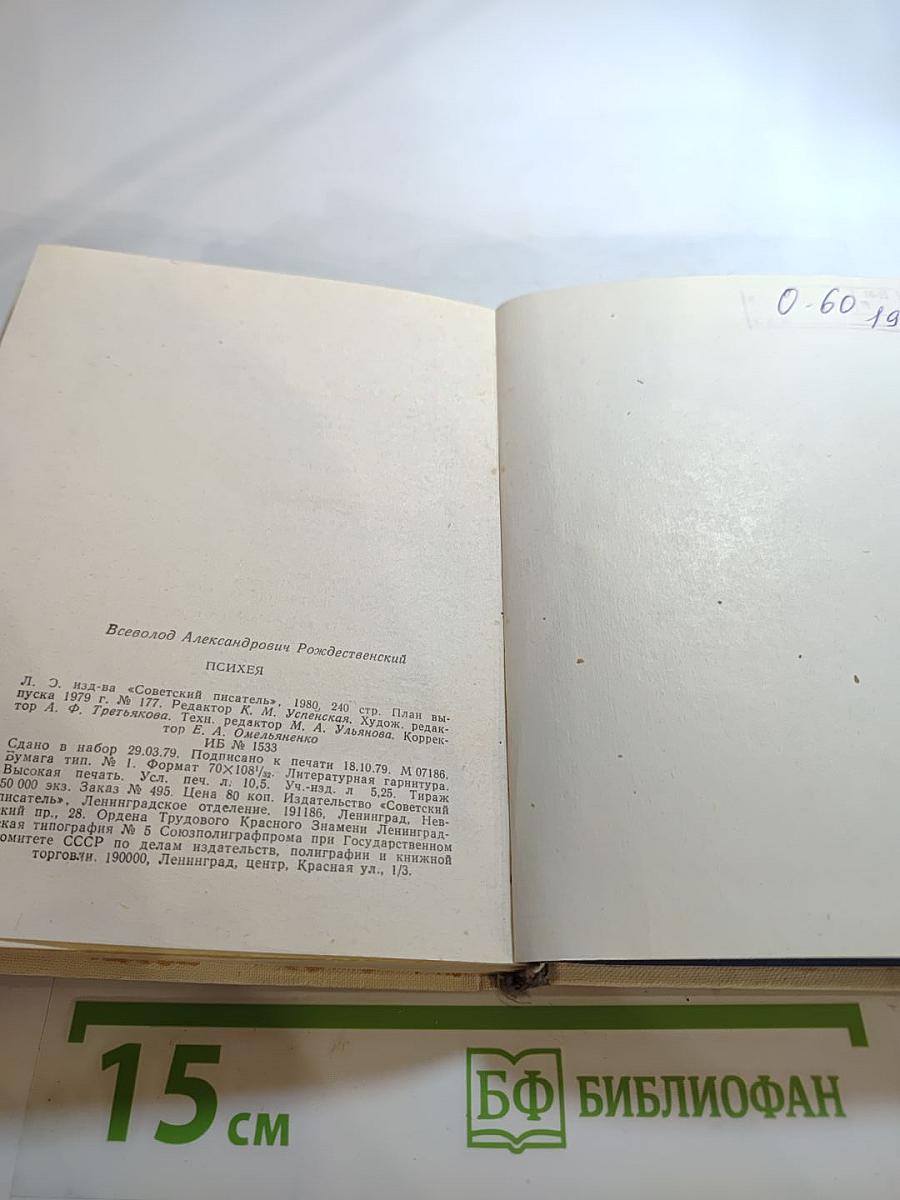 О-60 19
Всеволод Александрович Рождественский
ПСИХЕЯ
Л. Э. изд-ва «Советский писатель», 1980, 240 стр. План вы-
пуска 1979 г. № 177. Редактор К. М. Успенская. Худож. редак-
тор А. Ф. Третьякова. Техн. редактор М. А. Ульянова. Коррек-
тор Е. А. Омельяненко
ИБ № 1533
Сдано в набор 29.03.79. Подписано к печати 18.10.79. М 07186.
Бумага тип. № 1. Формат 70×108¹/₃₂. Литературная гарнитура.
Высокая печать. Усл. печ. л. 10,5. Уч.-изд. л 5,25. Тираж
50 000 экз. Заказ № 495. Цена 80 коп. Издательство «Советский
писатель», Ленинградское отделение. 191186, Ленинград, Нев-
кий пр., 28. Ордена Трудового Красного Знамени Ленинград-
ская типография № 5 Союзполиграфпрома при Государственном
омитете СССР по делам издательств, полиграфии и книжной
торговли. 190000, Ленинград, центр, Красная ул., 1/3.
15 см
БФ БИБЛИОФАН